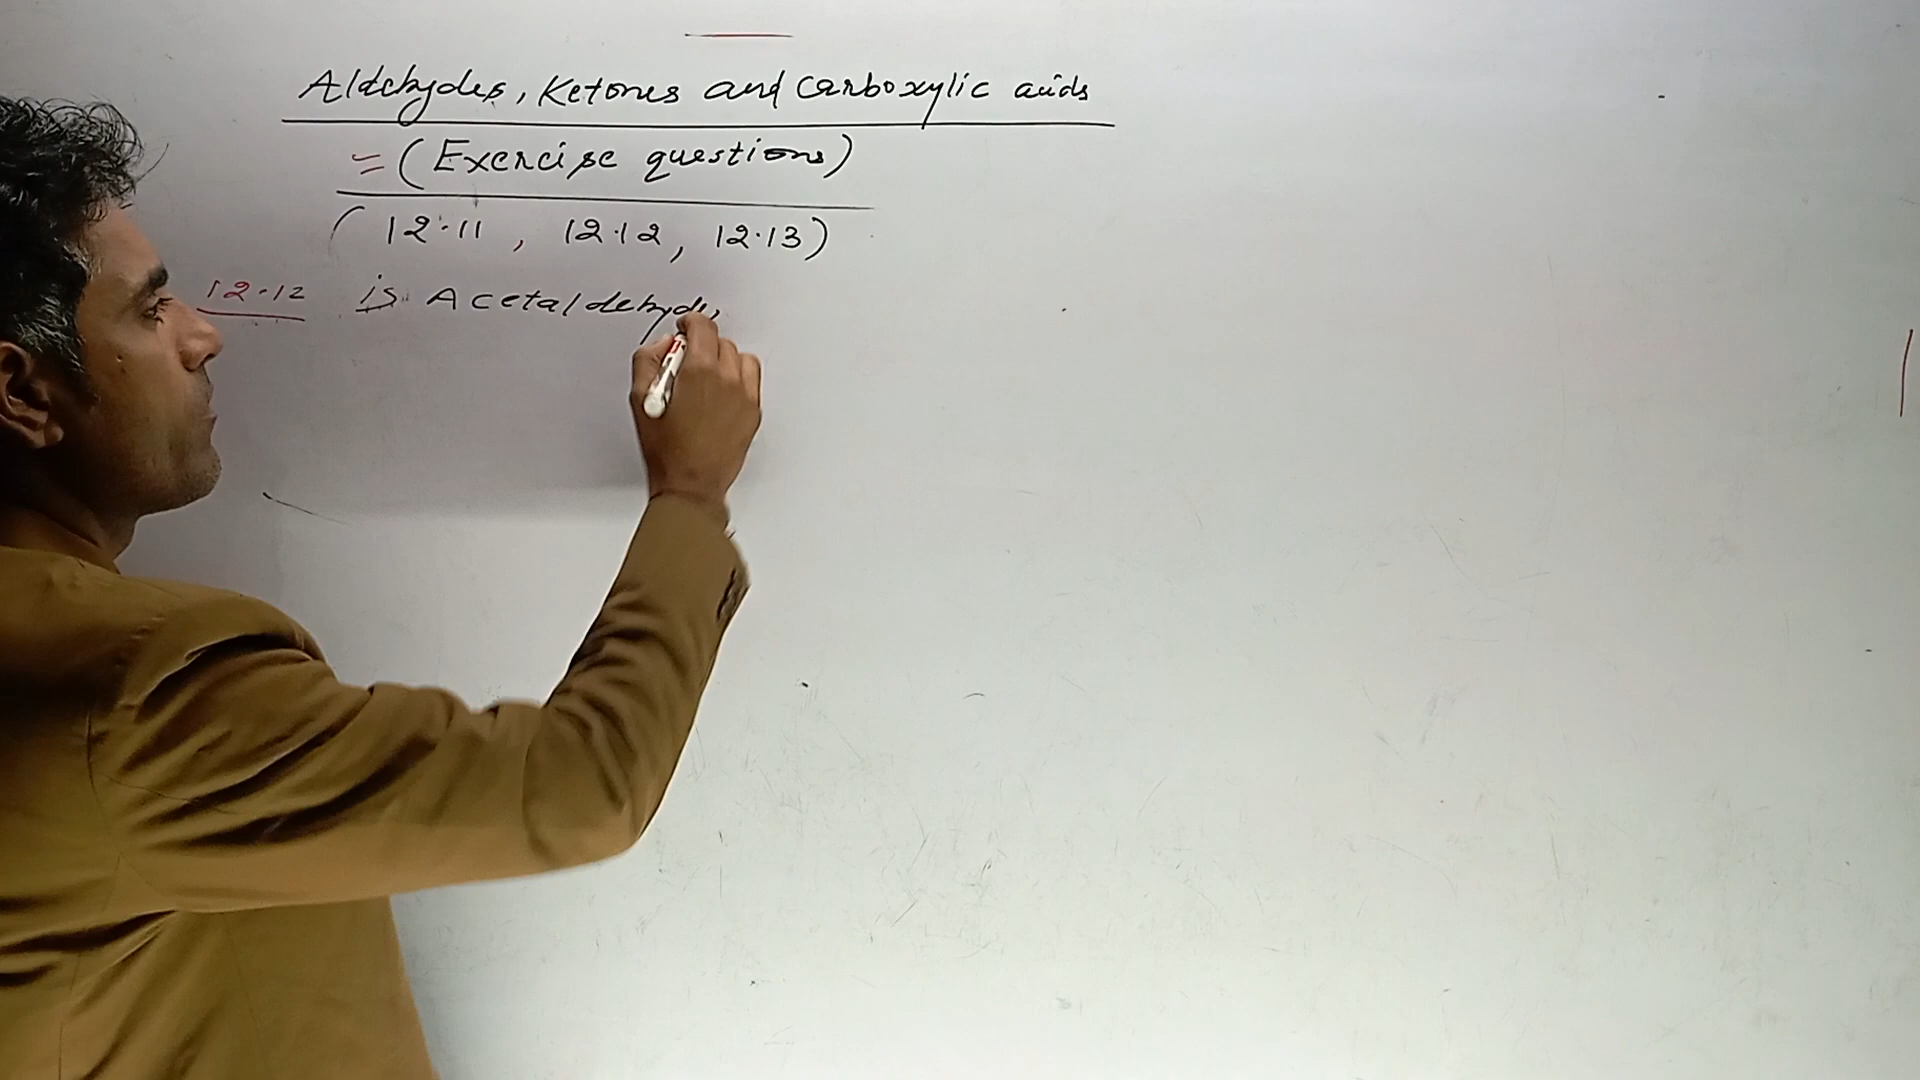 Aldehydes, Ketones and carboxylic acids
= (Exercise questions)
(12.11, 12.12, 12.13)
12.12 is Acetaldehyde,